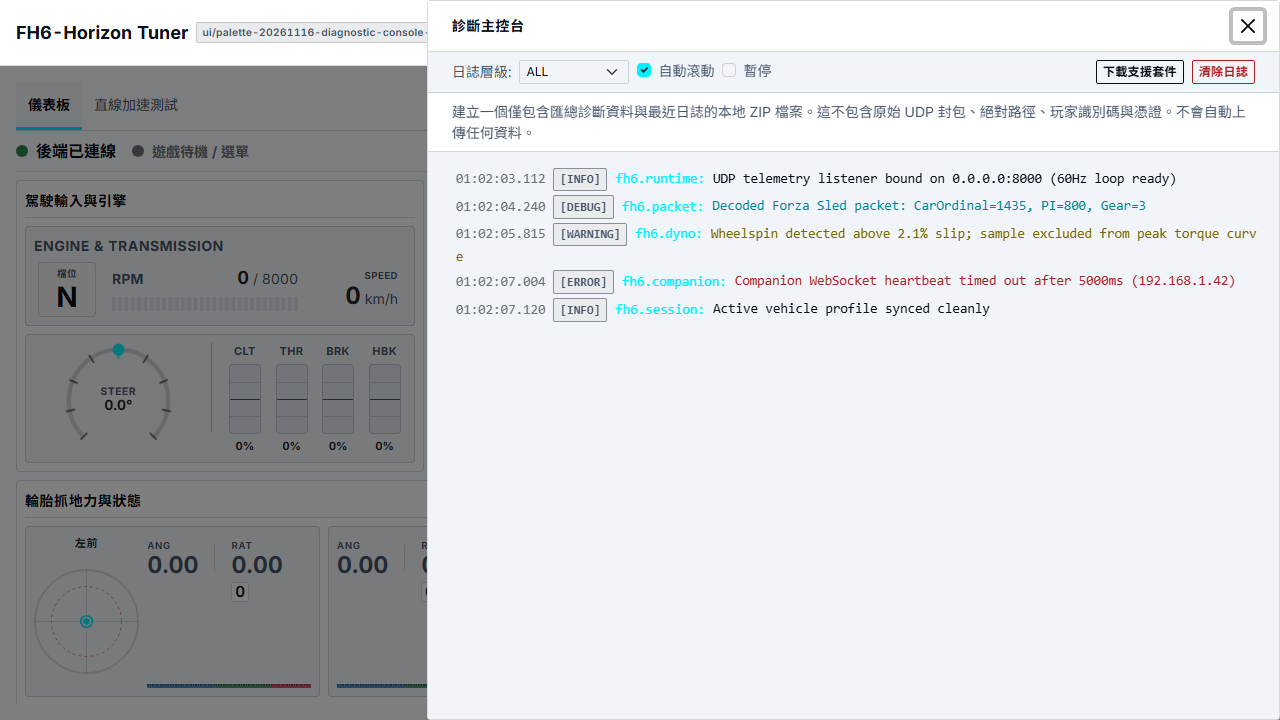 FH6-Horizon Tuner
ui/palette-20261116-diagnostic-console-
儀表板
直線加速測試
後端已連線
遊戲待機 / 選單
駕駛輸入與引擎
ENGINE & TRANSMISSION
檔位
N
RPM
0 / 8000
SPEED
0 km/h
STEER
0.0°
CLT
THR
BRK
HBK
0%
0%
0%
0%
輪胎抓地力與狀態
左前
ANG
0.00
RAT
0.00
0
ANG
0.00
診斷主控台
日誌層級:
ALL
自動滾動
暫停
下載支援套件
清除日誌
建立一個僅包含匯總診斷資料與最近日誌的本地 ZIP 檔案。這不包含原始 UDP 封包、絕對路徑、玩家識別碼與憑證。不會自動上
傳任何資料。
01:02:03.112 [INFO] fh6.runtime: UDP telemetry listener bound on 0.0.0.0:8000 (60Hz loop ready)
01:02:04.240 [DEBUG] fh6.packet: Decoded Forza Sled packet: CarOrdinal=1435, PI=800, Gear=3
01:02:05.815 [WARNING] fh6.dyno: Wheelspin detected above 2.1% slip; sample excluded from peak torque curv
e
01:02:07.004 [ERROR] fh6.companion: Companion WebSocket heartbeat timed out after 5000ms (192.168.1.42)
01:02:07.120 [INFO] fh6.session: Active vehicle profile synced cleanly